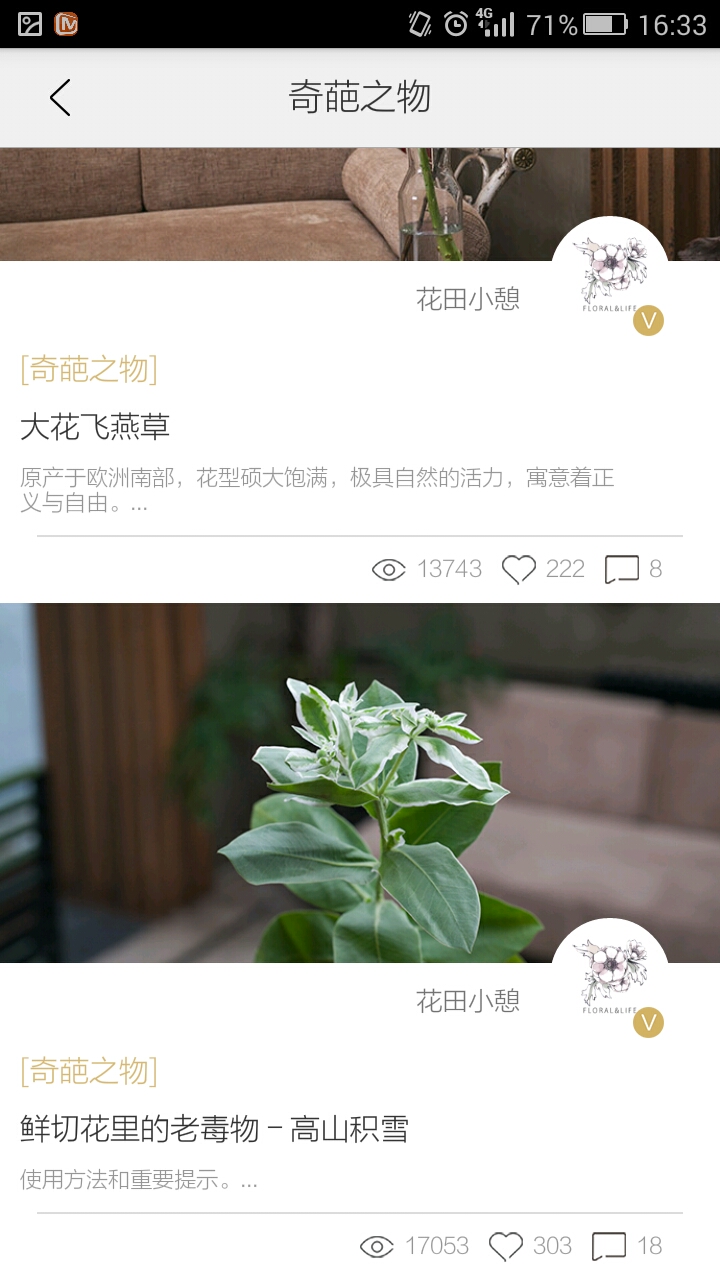 4G 71% 16:33
奇葩之物
花田小憩
FLORAL&LIFE
V
[奇葩之物]
大花飞燕草
原产于欧洲南部，花型硕大饱满，极具自然的活力，寓意着正
义与自由。...
13743 222 8
花田小憩
FLORAL&LIFE
V
[奇葩之物]
鲜切花里的老毒物－高山积雪
使用方法和重要提示。...
17053 303 18